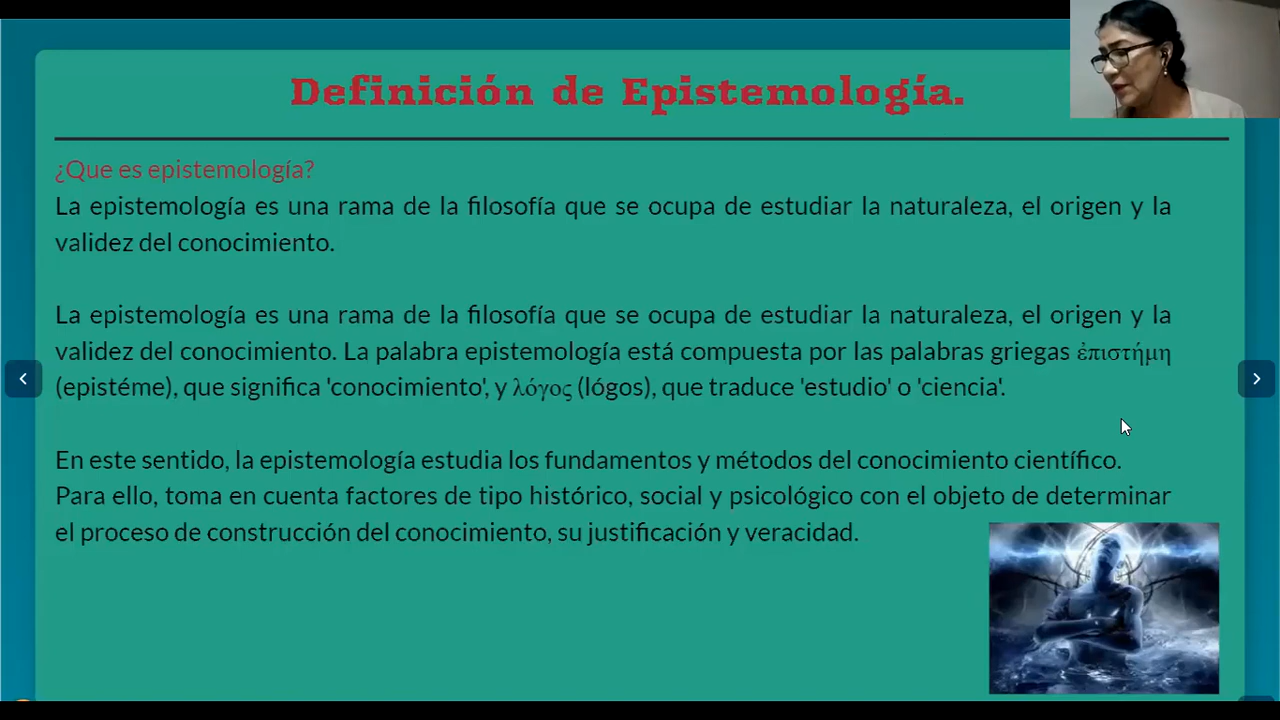 Definición de Epistemología.
¿Que es epistemología?
La epistemología es una rama de la filosofía que se ocupa de estudiar la naturaleza, el origen y la
validez del conocimiento.
La epistemología es una rama de la filosofía que se ocupa de estudiar la naturaleza, el origen y la
validez del conocimiento. La palabra epistemología está compuesta por las palabras griegas ἐπιστήμη
(epistéme), que significa 'conocimiento', y λόγος (lógos), que traduce 'estudio' o 'ciencia'.
En este sentido, la epistemología estudia los fundamentos y métodos del conocimiento científico.
Para ello, toma en cuenta factores de tipo histórico, social y psicológico con el objeto de determinar
el proceso de construcción del conocimiento, su justificación y veracidad.